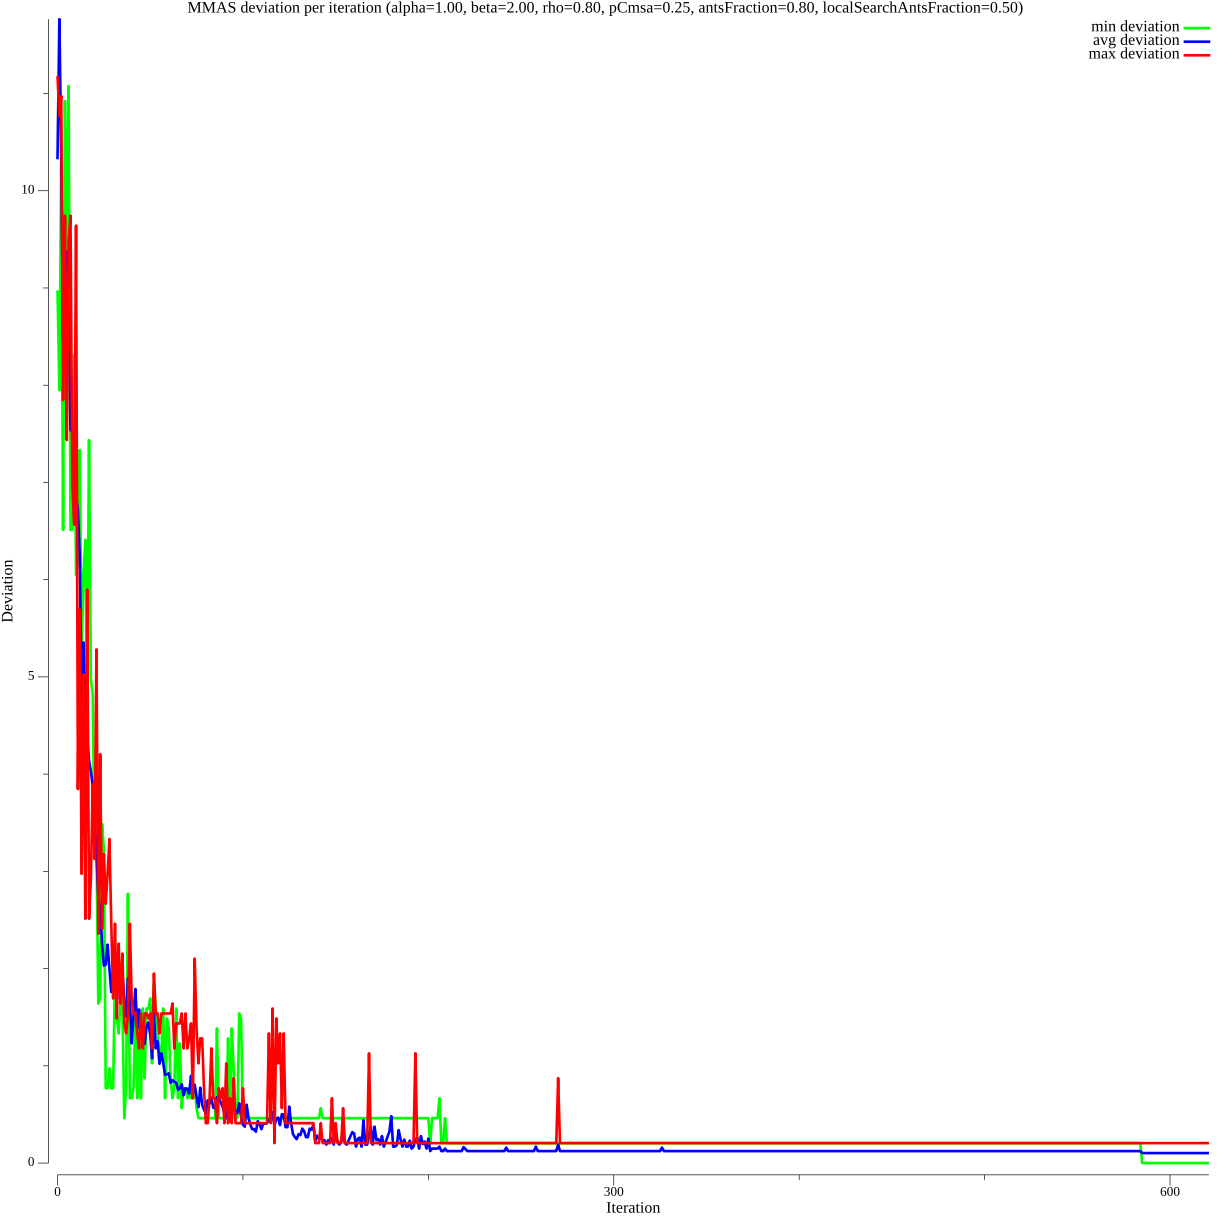 MMAS deviation per iteration (alpha=1.00, beta=2.00, rho=0.80, pCmsa=0.25, antsFraction=0.80, localSearchAntsFraction=0.50)
min deviation
avg deviation
max deviation
10
5
0
Deviation
0
300
600
Iteration